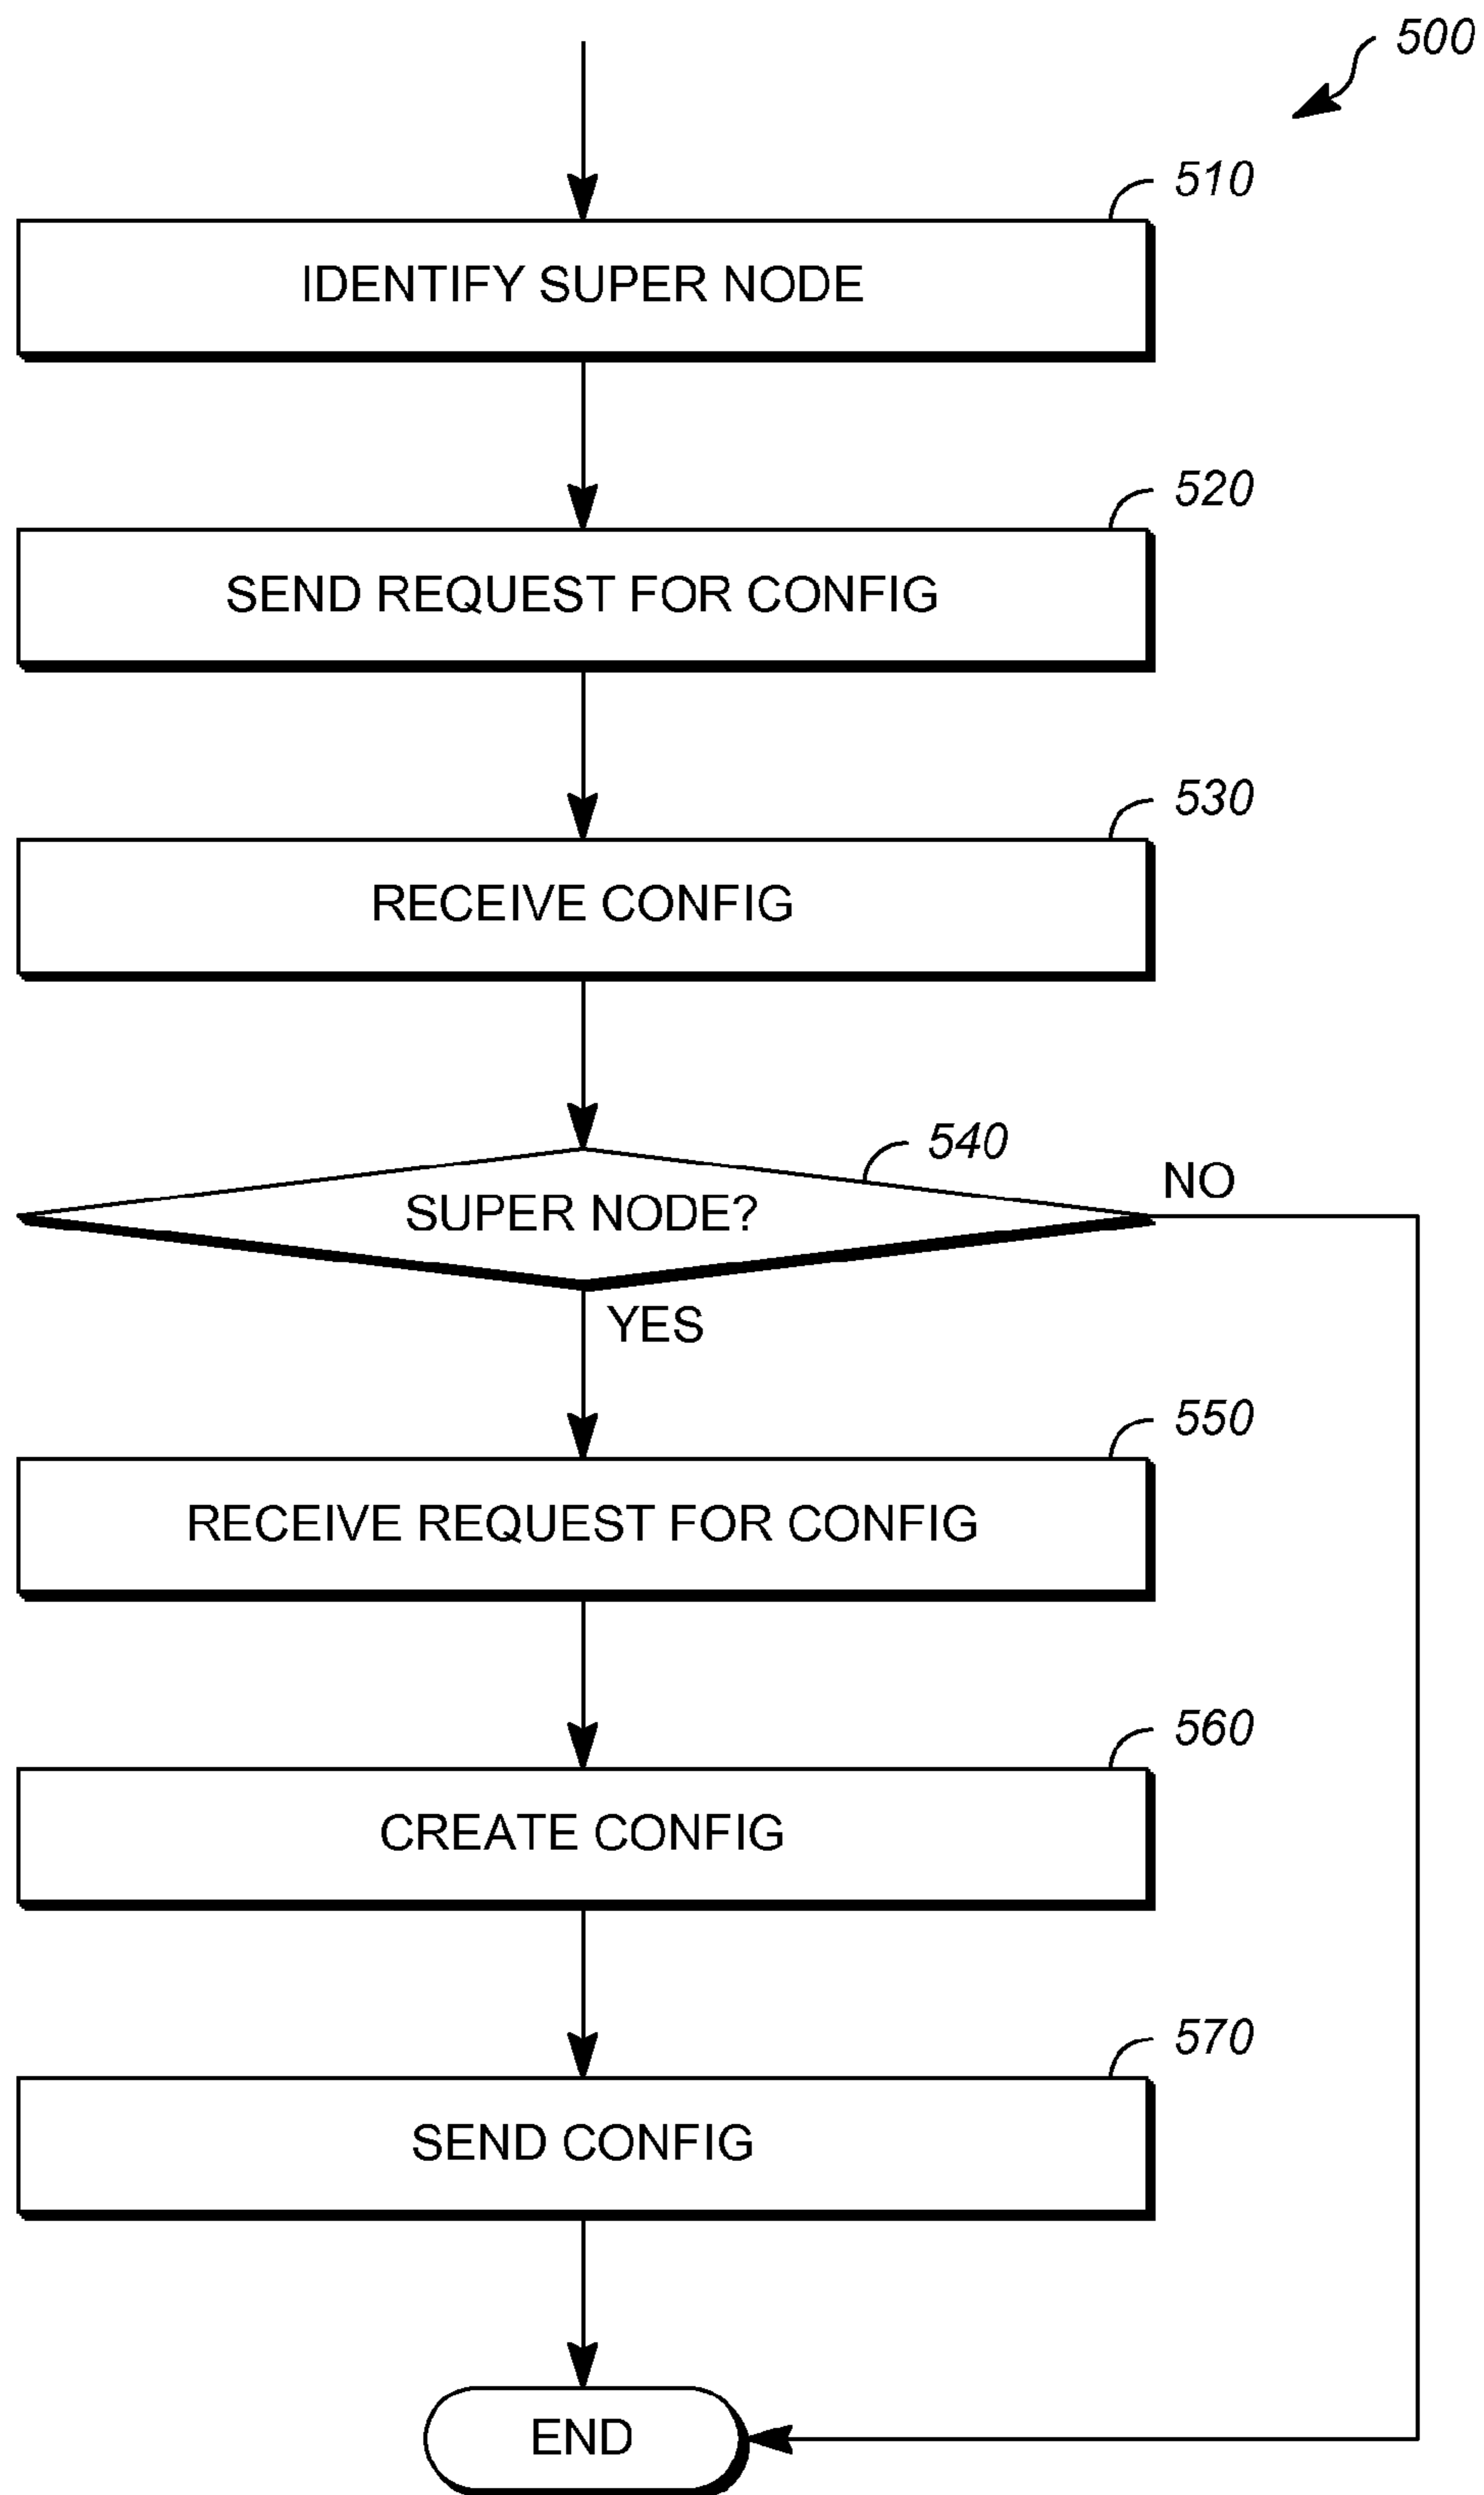 500
510
IDENTIFY SUPER NODE
520
SEND REQUEST FOR CONFIG
530
RECEIVE CONFIG
540
SUPER NODE?
NO
YES
550
RECEIVE REQUEST FOR CONFIG
560
CREATE CONFIG
570
SEND CONFIG
END